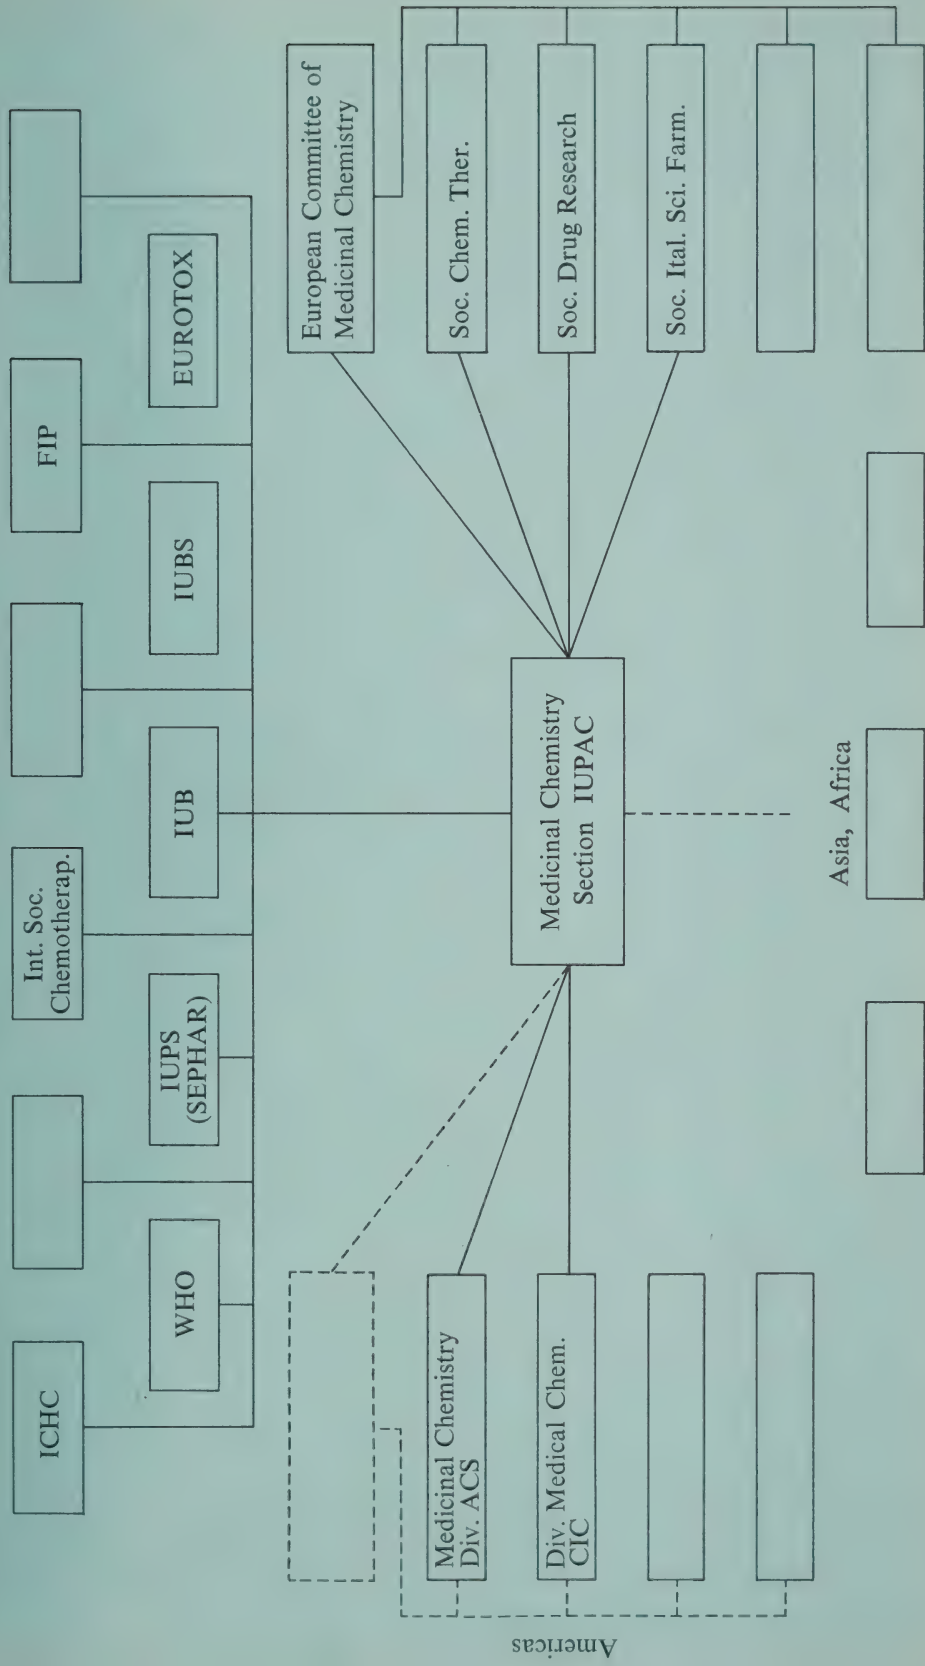 ICHC
Int. Soc.
Chemotherap.
FIP
WHO
IUPS
(SEPHAR)
IUB
IUBS
EUROTOX
Medicinal Chemistry
Div. ACS
Div. Medical Chem.
CIC
Americas
Medicinal Chemistry
Section IUPAC
European Committee of
Medicinal Chemistry
Soc. Chem. Ther.
Soc. Drug Research
Soc. Ital. Sci. Farm.
Asia, Africa